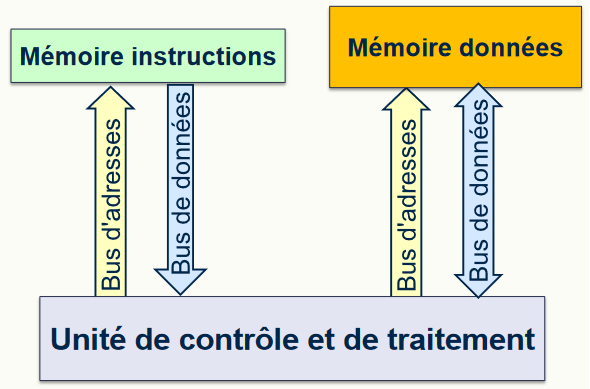 Mémoire instructions
Mémoire données
Bus d'adresses
Bus de données
Bus d'adresses
Bus de données
Unité de contrôle et de traitement